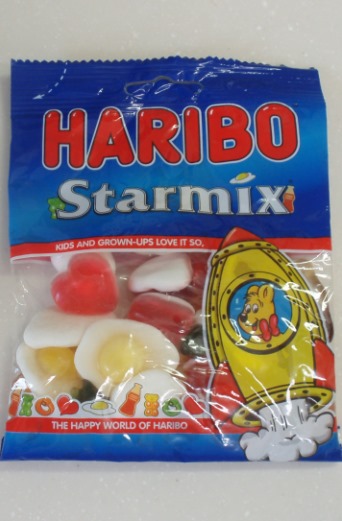 HARIBO
Starmix
KIDS AND GROWN-UPS LOVE IT SO,
THE HAPPY WORLD OF HARIBO